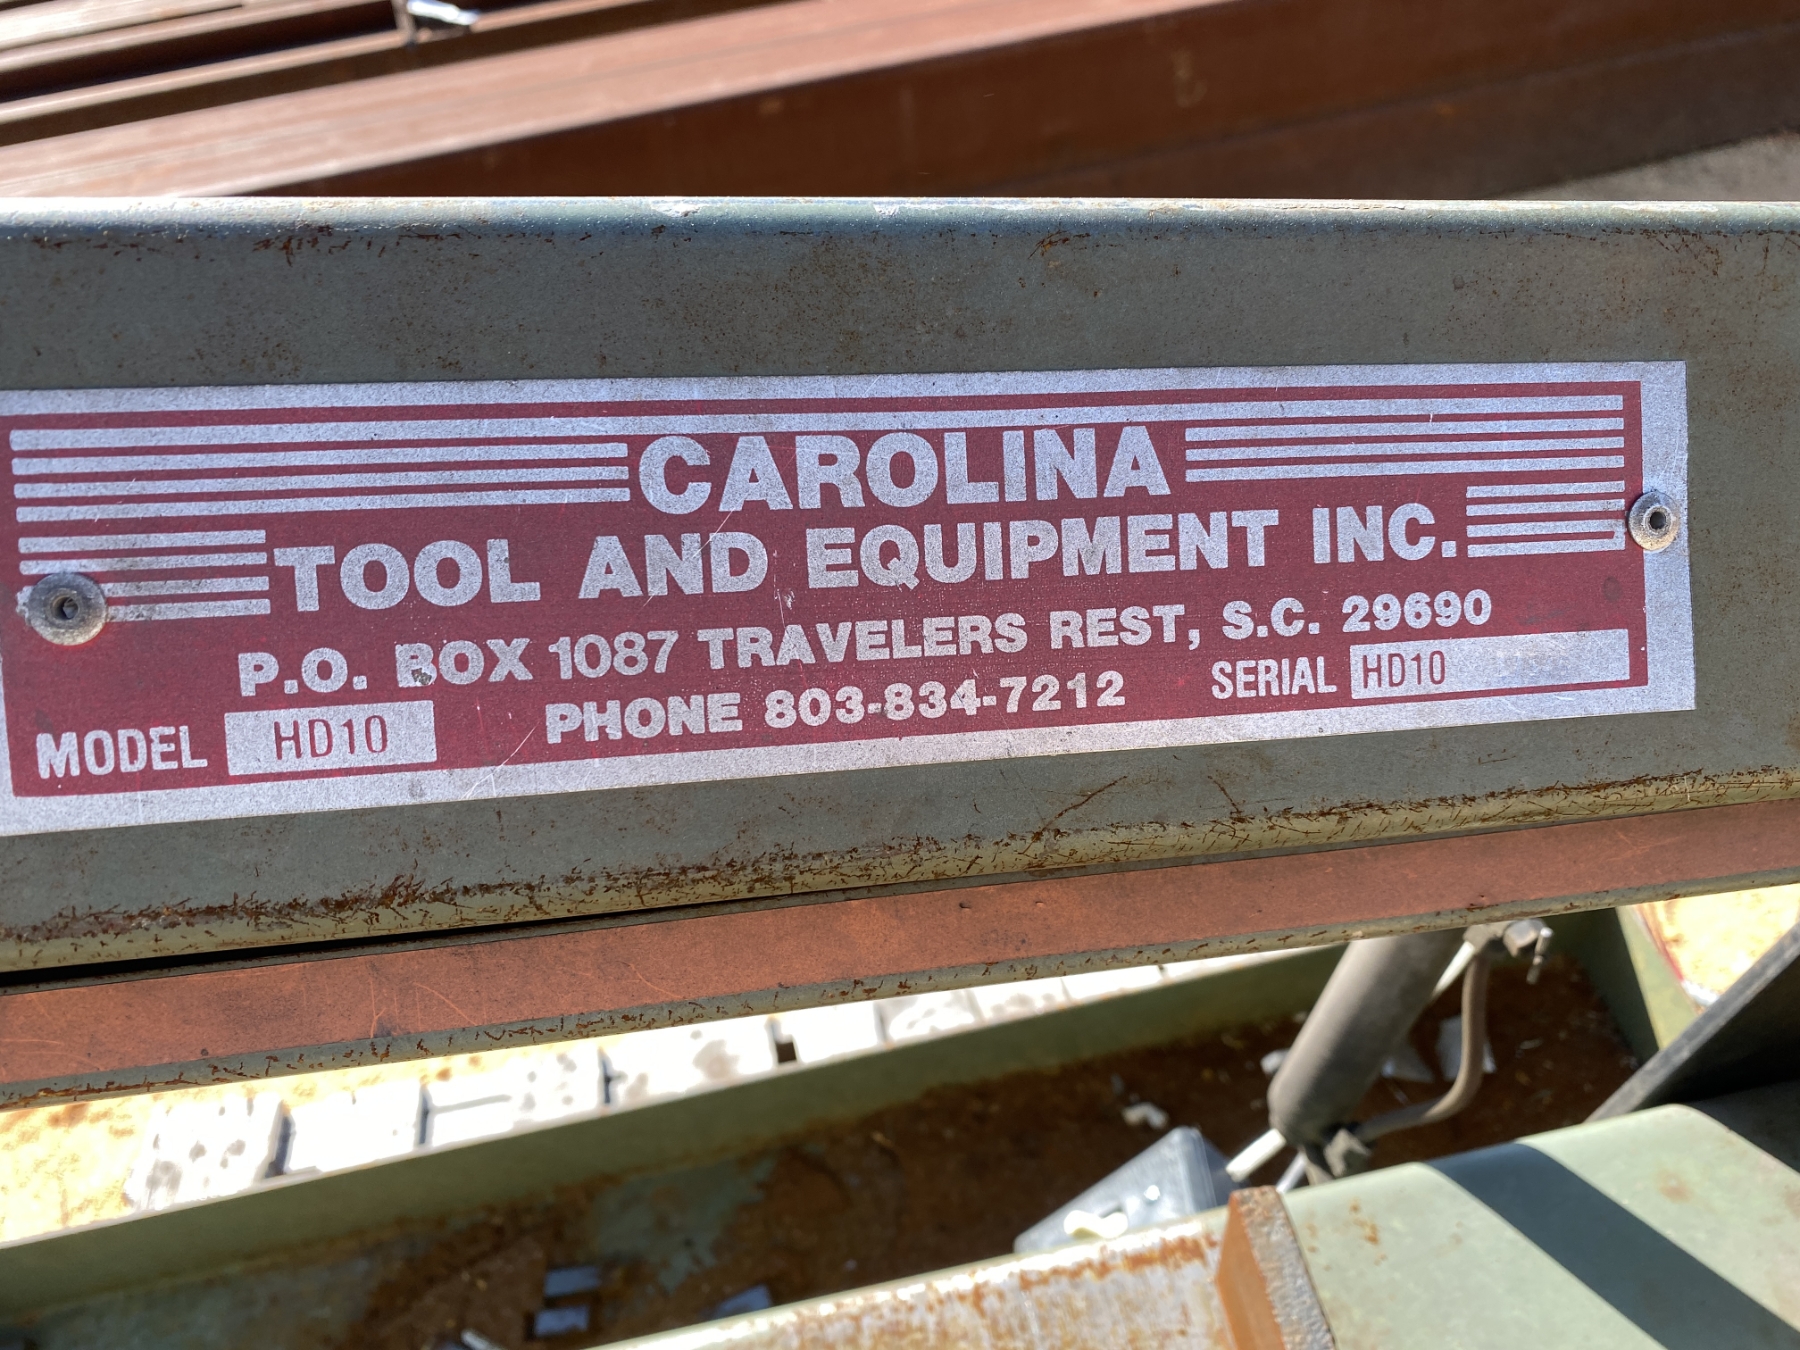 CAROLINA
TOOL AND EQUIPMENT INC.
P.O. BOX 1087 TRAVELERS REST, S.C. 29690
MODEL HD10 PHONE 803-834-7212 SERIAL HD10